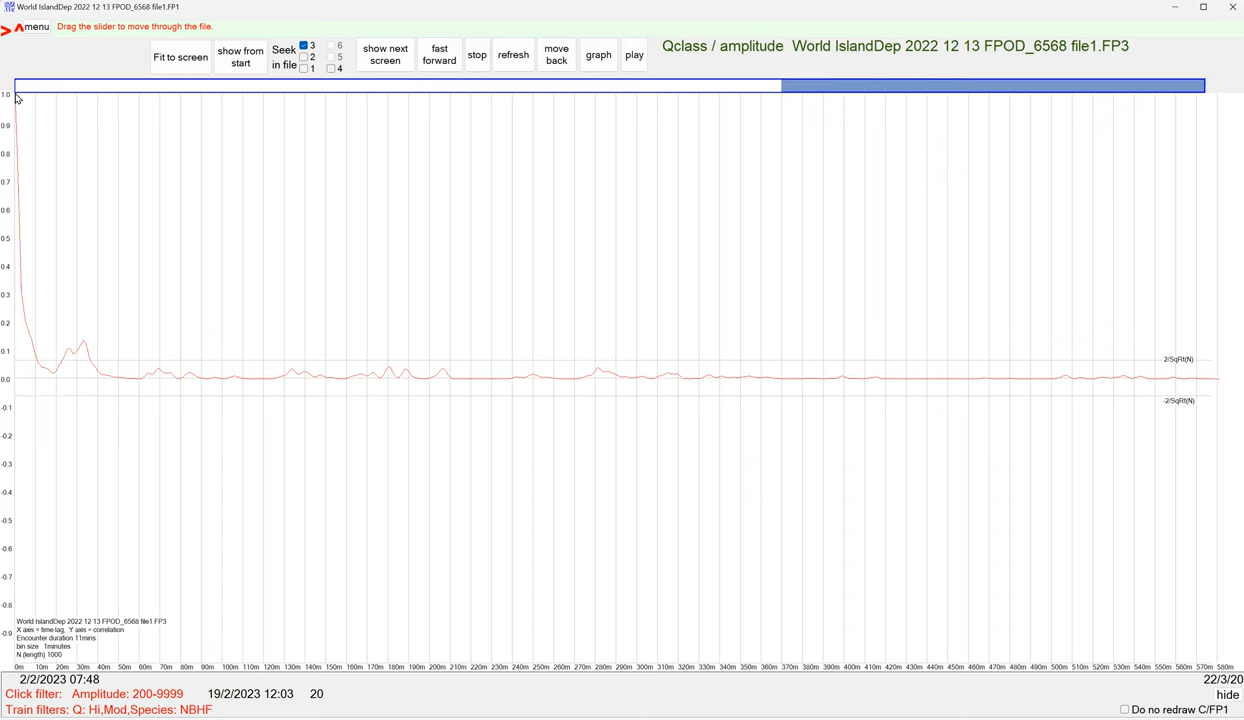 World IslandDep 2022 12 13 FPOD_6568 file1.FP1
menu
Drag the slider to move through the file.
Fit to screen
show from
start
Seek
in file
3
2
1
6
5
4
show next
screen
fast
forward
stop
refresh
move
back
graph
play
Qclass / amplitude World IslandDep 2022 12 13 FPOD_6568 file1.FP3
1.0
0.9
0.8
0.7
0.6
0.5
0.4
0.3
0.2
0.1
0.0
-0.1
-0.2
-0.3
-0.4
-0.5
-0.6
-0.7
-0.8
-0.9
2/SqRt(N)
-2/SqRt(N)
World IslandDep 2022 12 13 FPOD_6568 file1.FP3
X axis = time lag, Y axis = correlation
Encounter duration 11mins
bin size 1minutes
N (length) 1000
0m 10m 20m 30m 40m 50m 60m 70m 80m 90m 100m 110m 120m 130m 140m 150m 160m 170m 180m 190m 200m 210m 220m 230m 240m 250m 260m 270m 280m 290m 300m 310m 320m 330m 340m 350m 360m 370m 380m 390m 400m 410m 420m 430m 440m 450m 460m 470m 480m 490m 500m 510m 520m 530m 540m 550m 560m 570m 580m
2/2/2023 07:48
22/3/20
Click filter: Amplitude: 200-9999 19/2/2023 12:03 20
hide
Train filters: Q: Hi,Mod,Species: NBHF
Do no redraw C/FP1